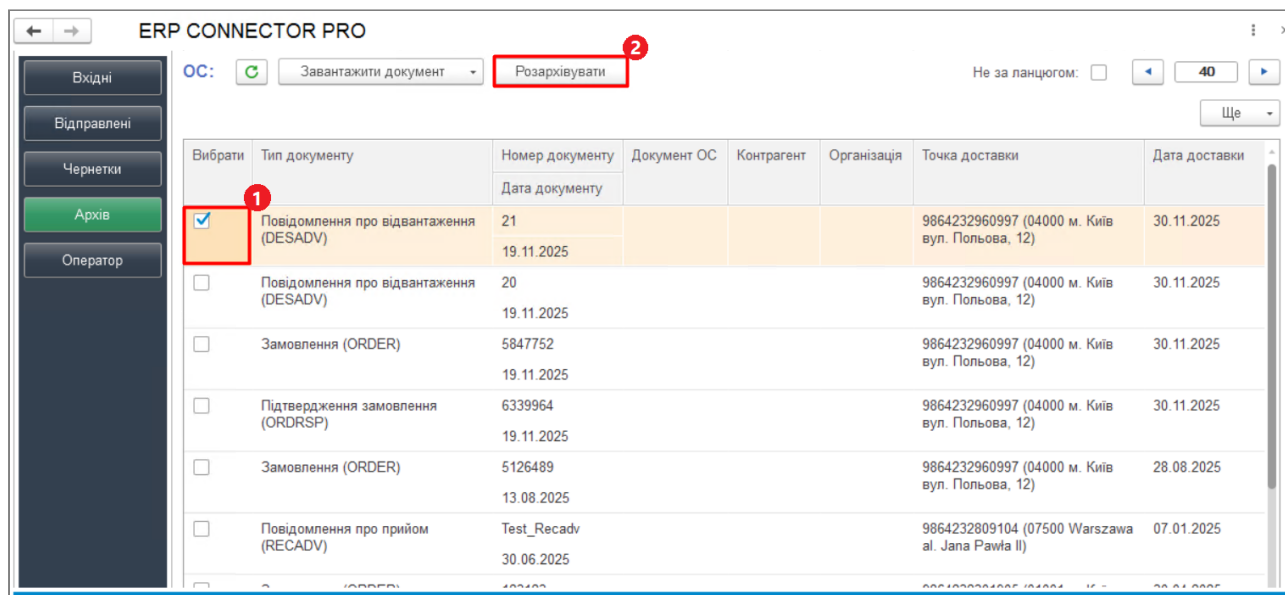 ERP CONNECTOR PRO
2
ОС:
Завантажити документ
Розархівувати
Не за ланцюгом:
40
Ще
Вхідні
Відправлені
Чернетки
Архів
Оператор
Вибрати
Тип документу
Номер документу
Документ ОС
Контрагент
Організація
Точка доставки
Дата доставки
Дата документу
1
Повідомлення про відвантаження
(DESADV)
21
19.11.2025
9864232960997 (04000 м. Київ
вул. Польова, 12)
30.11.2025
Повідомлення про відвантаження
(DESADV)
20
19.11.2025
9864232960997 (04000 м. Київ
вул. Польова, 12)
30.11.2025
Замовлення (ORDER)
5847752
19.11.2025
9864232960997 (04000 м. Київ
вул. Польова, 12)
30.11.2025
Підтвердження замовлення
(ORDRSP)
6339964
19.11.2025
9864232960997 (04000 м. Київ
вул. Польова, 12)
30.11.2025
Замовлення (ORDER)
5126489
13.08.2025
9864232960997 (04000 м. Київ
вул. Польова, 12)
28.08.2025
Повідомлення про прийом
(RECADV)
Test_Recadv
30.06.2025
9864232809104 (07500 Warszawa
al. Jana Pawła II)
07.01.2025